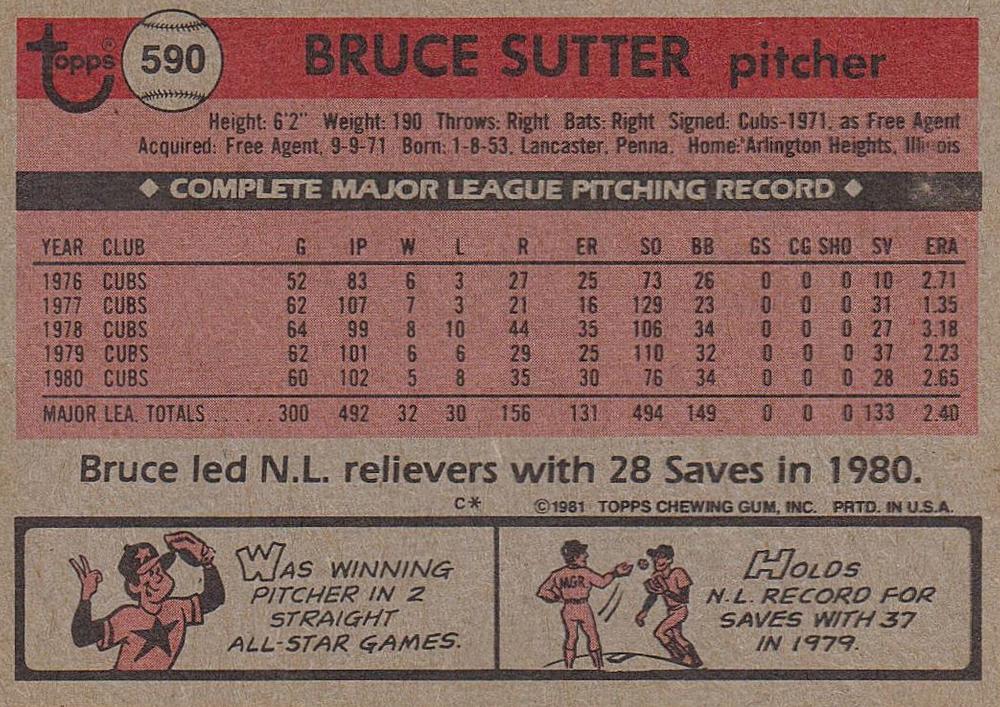 topps® 590 BRUCE SUTTER pitcher
Height: 6'2" Weight: 190 Throws: Right Bats: Right Signed: Cubs-1971, as Free Agent
Acquired: Free Agent, 9-9-71 Born: 1-8-53, Lancaster, Penna. Home: Arlington Heights, Illinois
◆ COMPLETE MAJOR LEAGUE PITCHING RECORD ◆
YEAR CLUB G IP W L R ER SO BB GS CG SHO SV ERA
1976 CUBS 52 83 6 3 27 25 73 26 0 0 0 10 2.71
1977 CUBS 62 107 7 3 21 16 129 23 0 0 0 31 1.35
1978 CUBS 64 99 8 10 44 35 106 34 0 0 0 27 3.18
1979 CUBS 62 101 6 6 29 25 110 32 0 0 0 37 2.23
1980 CUBS 60 102 5 8 35 30 76 34 0 0 0 28 2.65
MAJOR LEA. TOTALS ...... 300 492 32 30 156 131 494 149 0 0 0 133 2.40
Bruce led N.L. relievers with 28 Saves in 1980.
C* ©1981 TOPPS CHEWING GUM, INC. PRTD. IN U.S.A.
WAS WINNING
PITCHER IN 2
STRAIGHT
ALL-STAR GAMES.
MGR
HOLDS
N.L. RECORD FOR
SAVES WITH 37
IN 1979.